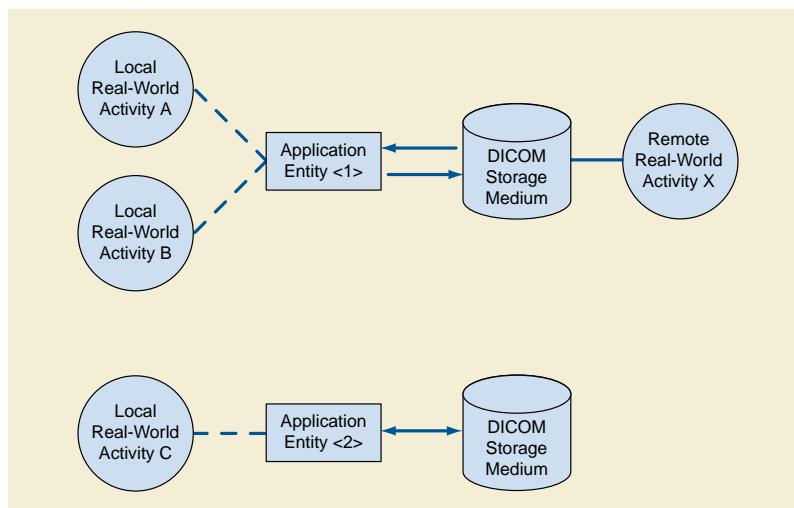 Local
Real-World
Activity A
Application
Entity <1>
DICOM
Storage
Medium
Remote
Real-World
Activity X
Local
Real-World
Activity B
Local
Real-World
Activity C
Application
Entity <2>
DICOM
Storage
Medium